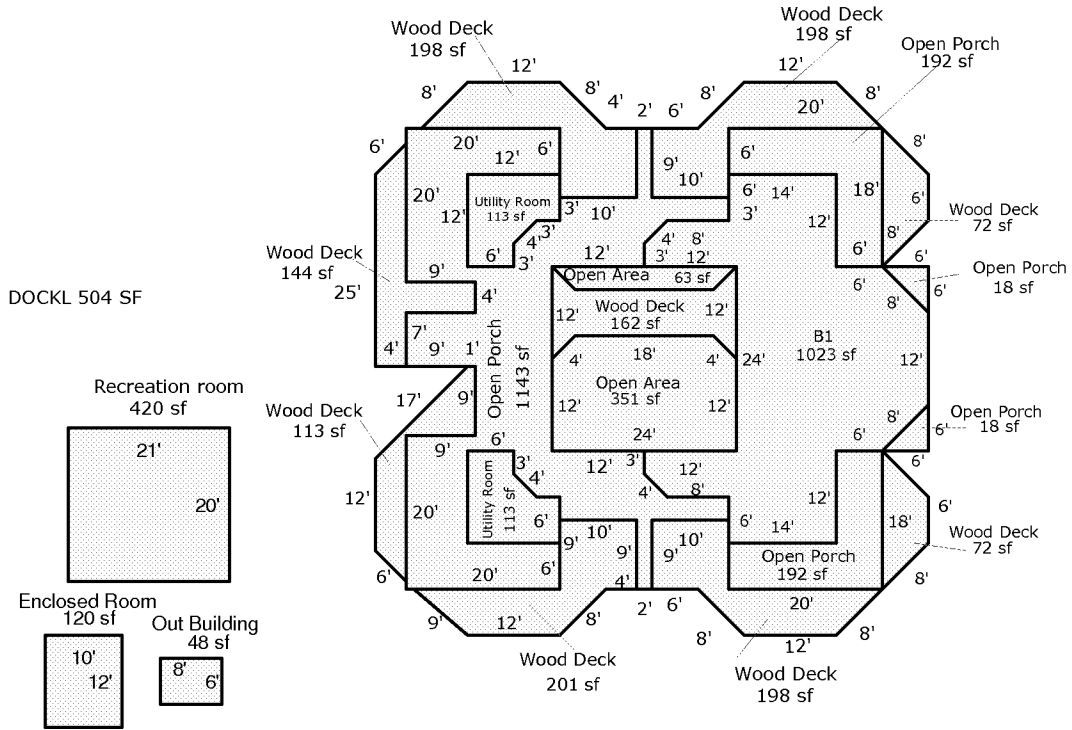 Wood Deck
198 sf
Wood Deck
198 sf
Open Porch
192 sf
12'
12'
8'
8'
8'
8'
4'
2'
6'
20'
6'
20'
12'
6'
9'
10'
6'
6'
14'
18'
8'
6'
20'
12'
Utility Room
113 sf
3'
10'
3'
12'
8'
Wood Deck
72 sf
6'
4'
3'
3'
12'
4'
3'
8'
12'
6'
6'
Wood Deck
144 sf
25'
9'
4'
Open Area
63 sf
Wood Deck
162 sf
12'
12'
6'
8'
6'
Open Porch
18 sf
DOCKL 504 SF
7'
4'
9'
1'
Open Porch
1143 sf
4'
18'
4'
24'
B1
1023 sf
12'
Open Area
351 sf
Recreation room
420 sf
21'
20'
17'
9'
Wood Deck
113 sf
12'
12'
24'
8'
6'
Open Porch
18 sf
9'
6'
6'
6'
12'
20'
Utility Room
113 sf
3'
4'
6'
12'
3'
4'
12'
8'
6'
12'
14'
18'
6'
Wood Deck
72 sf
8'
9'
10'
9'
9'
6'
20'
6'
4'
2'
6'
Open Porch
192 sf
20'
9'
12'
8'
8'
12'
8'
Wood Deck
201 sf
Wood Deck
198 sf
Enclosed Room
120 sf
10'
12'
Out Building
48 sf
8'
6'